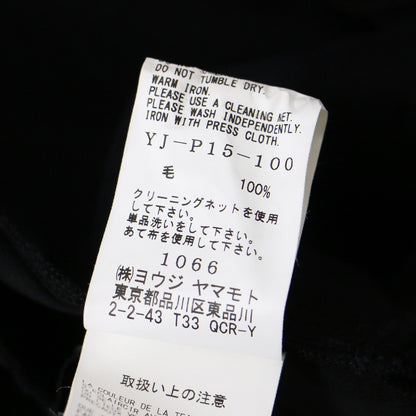 DO NOT TUMBLE DRY.
WARM IRON.
PLEASE USE A CLEANING NET.
PLEASE WASH INDEPENDENTLY.
IRON WITH PRESS CLOTH.
YJ-P15-100
毛 100%
クリーニングネットを使用
して下さい。
単品洗いをして下さい。
あて布を使用して下さい。
1066
㈱ヨウジ ヤマモト
東京都品川区東品川
2-2-43 T33 QCR-Y
取扱い上の注意
LA COULEUR DE LA